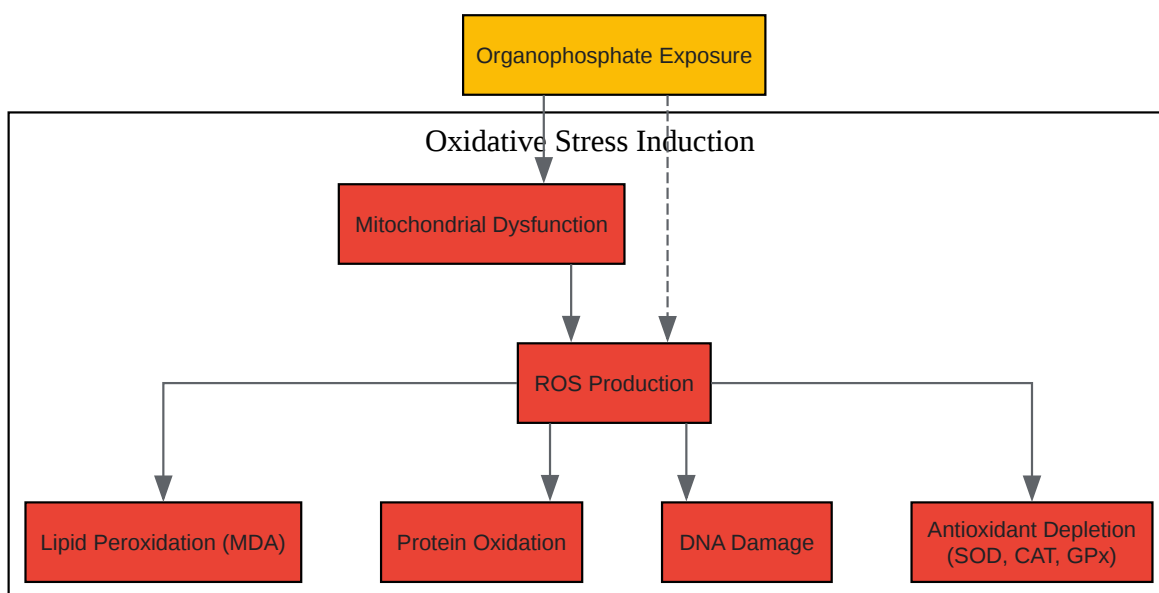 Organophosphate Exposure
Oxidative Stress Induction
Mitochondrial Dysfunction
ROS Production
Lipid Peroxidation (MDA)
Protein Oxidation
DNA Damage
Antioxidant Depletion
(SOD, CAT, GPx)